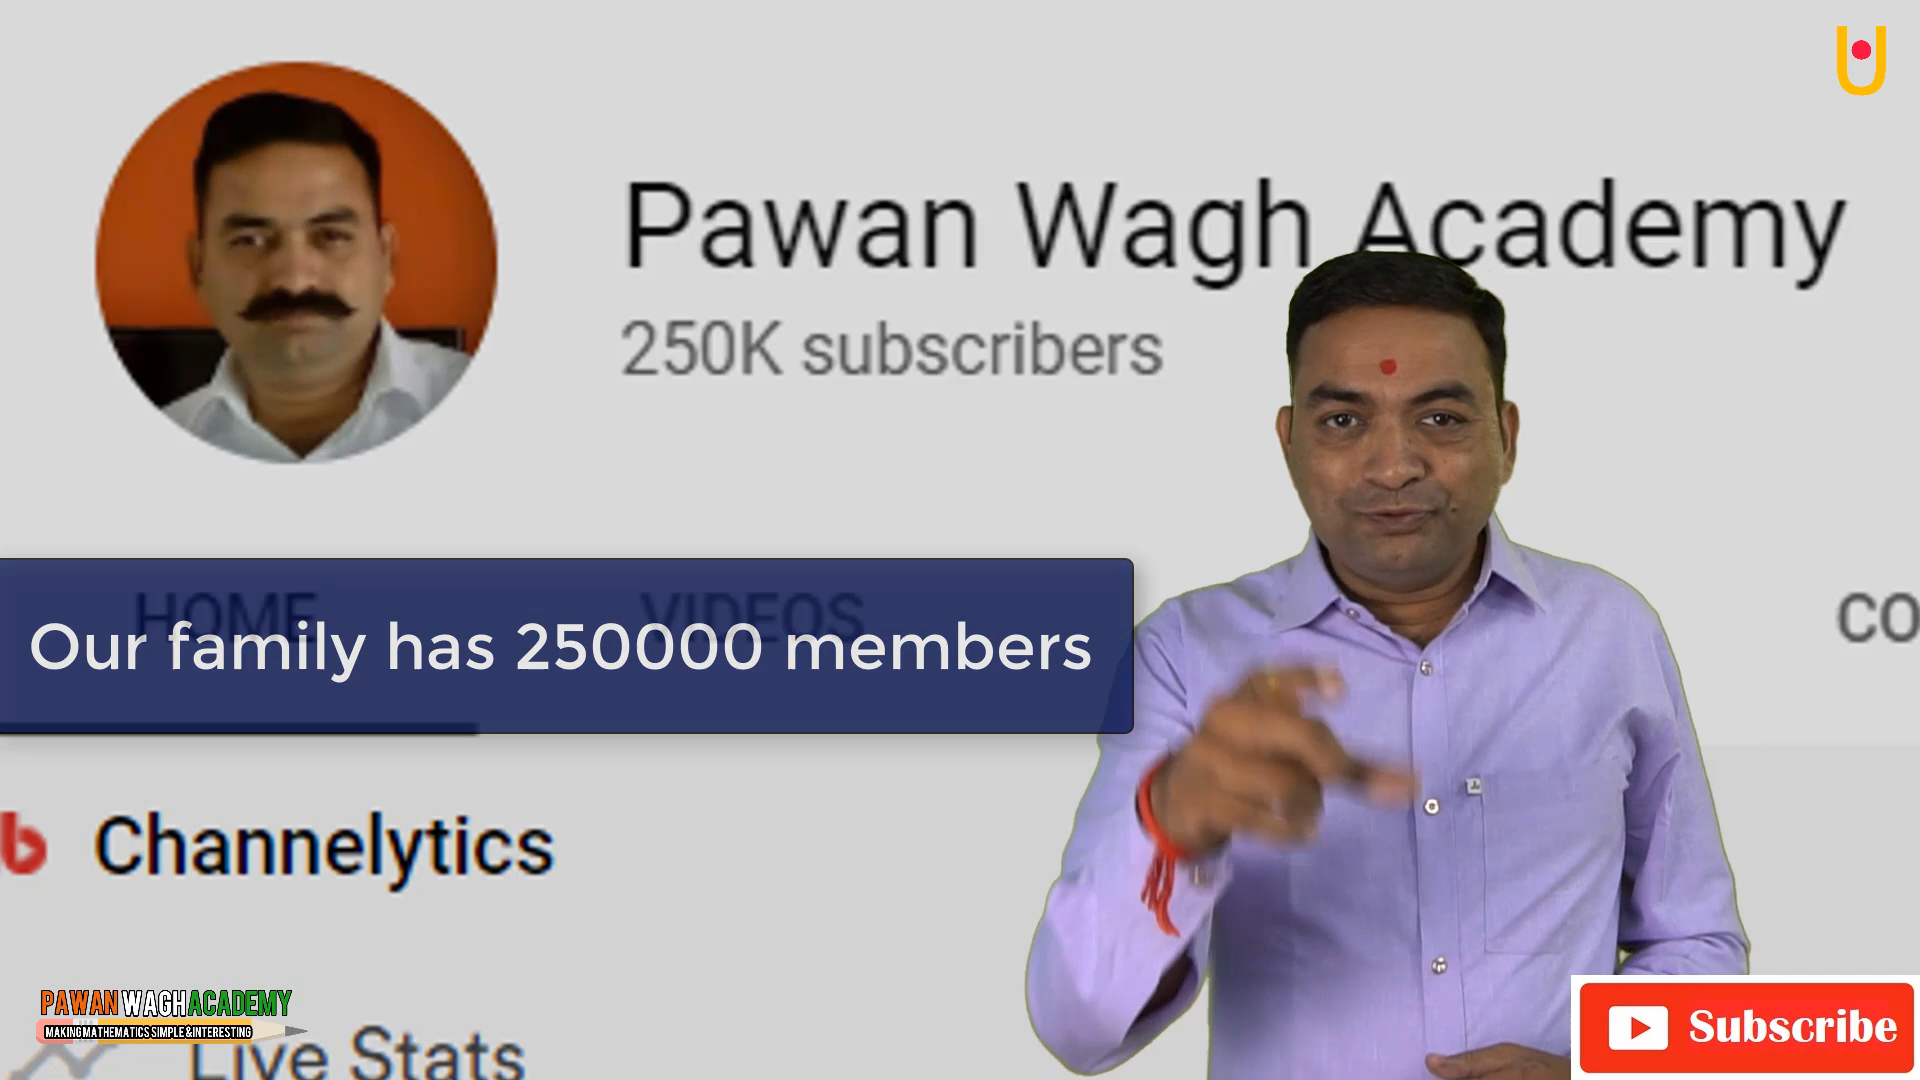 Pawan Wagh Academy
250K subscribers
HOME VIDEOS CO
Our family has 250000 members
Channelytics
PAWAN WAGH ACADEMY
MAKING MATHEMATICS SIMPLE & INTERESTING
Live Stats
Subscribe